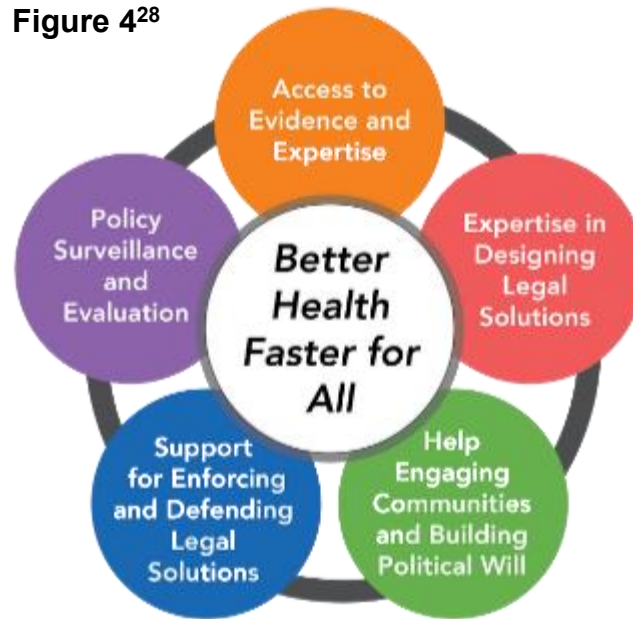 Figure 4²⁸
Access to
Evidence and
Expertise
Expertise in
Designing
Legal
Solutions
Help
Engaging
Communities
and Building
Political Will
Support
for Enforcing
and Defending
Legal
Solutions
Policy
Surveillance
and
Evaluation
Better
Health
Faster for
All